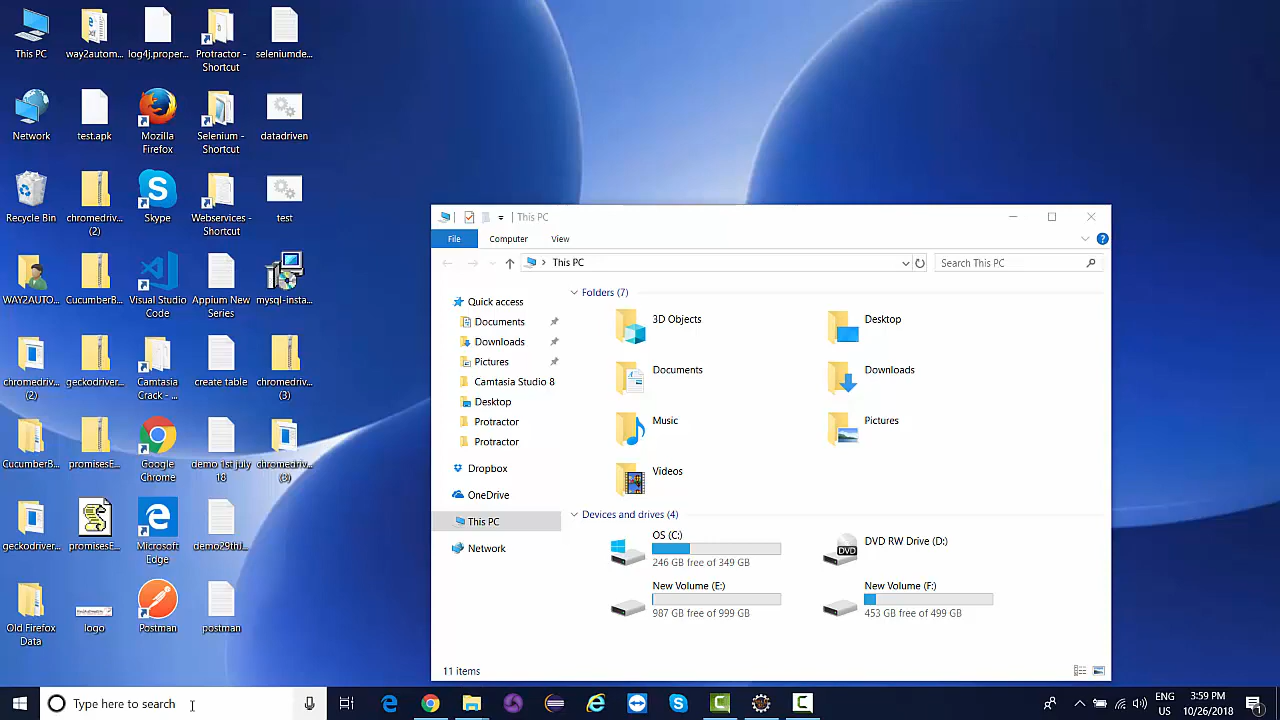 This PC
way2autom...
log4j.proper...
Protractor -
Shortcut
seleniumde...
Network
test.apk
Mozilla
Firefox
Selenium -
Shortcut
datadriven
Recycle Bin
chromedriv...
(2)
Skype
Webservices -
Shortcut
test
WAY2AUTO...
CucumberB...
Visual Studio
Code
Appium New
Series
mysql-insta...
chromedriv...
(2)
geckodriver...
Camtasia
Crack - ...
create table
chromedriv...
(3)
CucumberB...
promisesE...
Google
Chrome
demo 1st july
18
chromedriv...
(3)
geckodriver...
promisesE...
Microsoft
Edge
demo29thJ...
Old Firefox
Data
logo
Postman
postman
This PC
File
Computer
View
This PC
Search This PC
Quick access
Documents
Downloads
Pictures
Camtasia Studio 8
Desktop
Protractor
Protractor
Dropbox
OneDrive
This PC
Network
Folders (7)
3D Objects
Desktop
Documents
Downloads
Music
Pictures
Videos
Devices and drives (4)
OS (C:)
246 GB free of 349 GB
DVD RW Drive (D:)
DVD
New Volume (E:)
987 GB free of 999 GB
New Volume (F:)
453 GB free of 499 GB
11 items
Type here to search
ENG
US
3:59 PM
10/26/2018
1